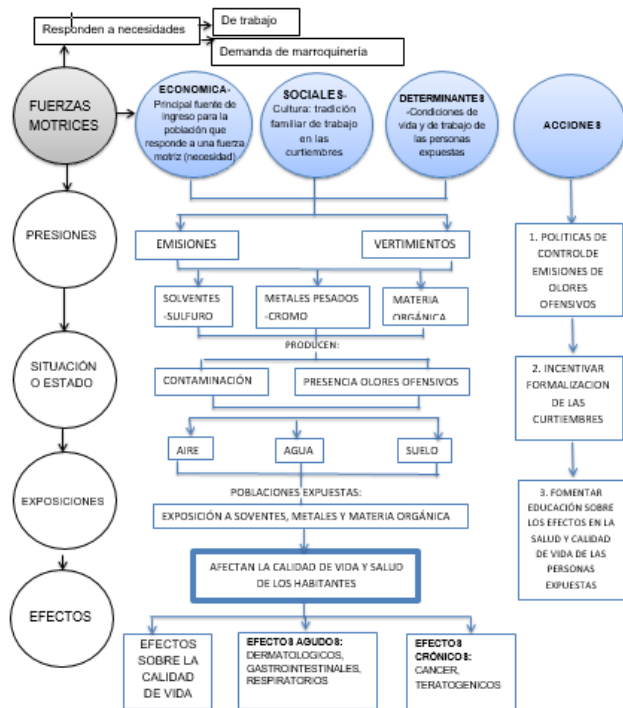 Responden a necesidades
De trabajo
Demanda de marroquinería
FUERZAS
MOTRICES
ECONOMICA-
Principal fuente de
ingreso para la
población que
responde a una fuerza
motriz (necesidad)
SOCIALES-
Cultura: tradición
familiar de trabajo
en las
curtiembres
DETERMINANTES
-Condiciones de
vida y de trabajo de
las personas
expuestas
ACCIONES
PRESIONES
EMISIONES
VERTIMIENTOS
1. POLITICAS DE
CONTROLDE
EMISIONES DE
OLORES
OFENSIVOS
SOLVENTES
-SULFURO
METALES PESADOS
-CROMO
MATERIA
ORGÁNICA
PRODUCEN:
SITUACIÓN
O ESTADO
CONTAMINACIÓN
PRESENCIA OLORES OFENSIVOS
2. INCENTIVAR
FORMALIZACION
DE LAS
CURTIEMBRES
AIRE
AGUA
SUELO
EXPOSICIONES
POBLACIONES EXPUESTAS:
EXPOSICIÓN A SOVENTES, METALES Y MATERIA ORGÁNICA
3. FOMENTAR
EDUCACIÓN SOBRE
LOS EFECTOS EN LA
SALUD Y CALIDAD
DE VIDA DE LAS
PERSONAS
EXPUESTAS
AFECTAN LA CALIDAD DE VIDA Y SALUD
DE LOS HABITANTES
EFECTOS
EFECTOS
SOBRE LA
CALIDAD
DE VIDA
EFECTOS AGUDOS:
DERMATOLOGICOS,
GASTROINTESTINALES,
RESPIRATORIOS
EFECTOS
CRÓNICOS:
CANCER,
TERATOGENICOS